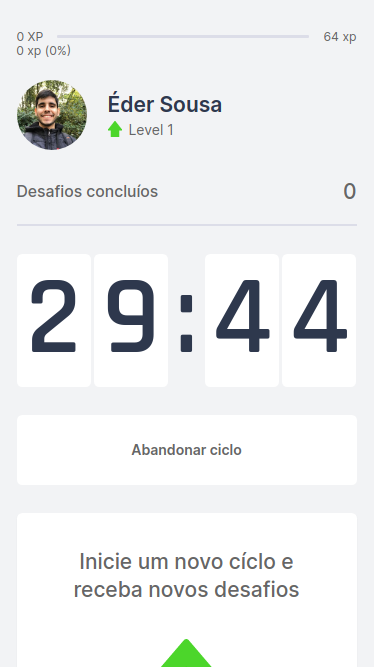 0 XP 64 xp
0 xp (0%)
Éder Sousa
Level 1
Desafios concluíos 0
29:44
Abandonar ciclo
Inicie um novo cíclo e
receba novos desafios